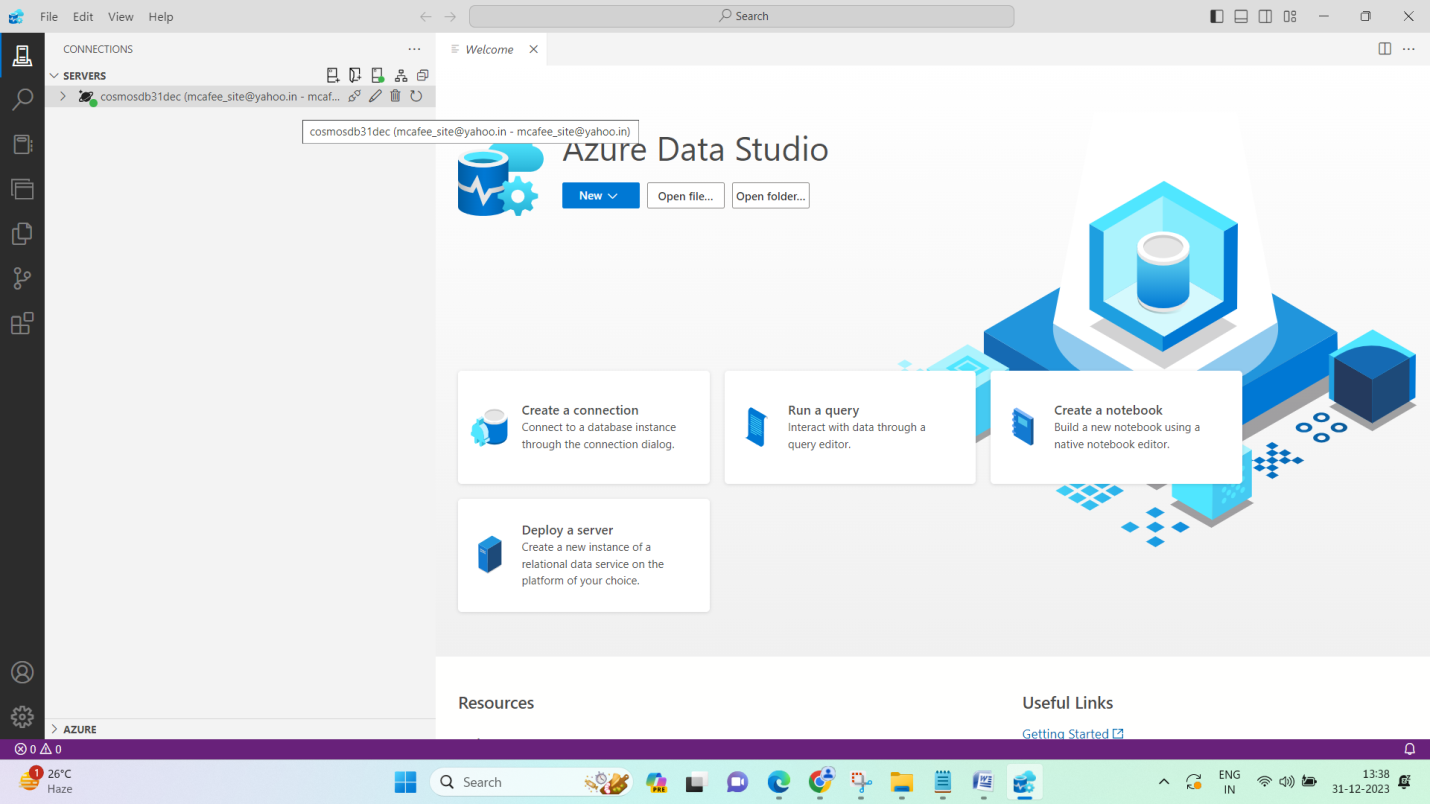 File Edit View Help
Search
CONNECTIONS
SERVERS
cosmosdb31dec (mcafee_site@yahoo.in - mcaf...
cosmosdb31dec (mcafee_site@yahoo.in - mcafee_site@yahoo.in)
AZURE
Welcome
Azure Data Studio
New
Open file...
Open folder...
Create a connection
Connect to a database instance
through the connection dialog.
Run a query
Interact with data through a
query editor.
Create a notebook
Build a new notebook using a
native notebook editor.
Deploy a server
Create a new instance of a
relational data service on the
platform of your choice.
Resources
Useful Links
Getting Started
0 0
1
26°C
Haze
Search
PRE
ENG
IN
13:38
31-12-2023